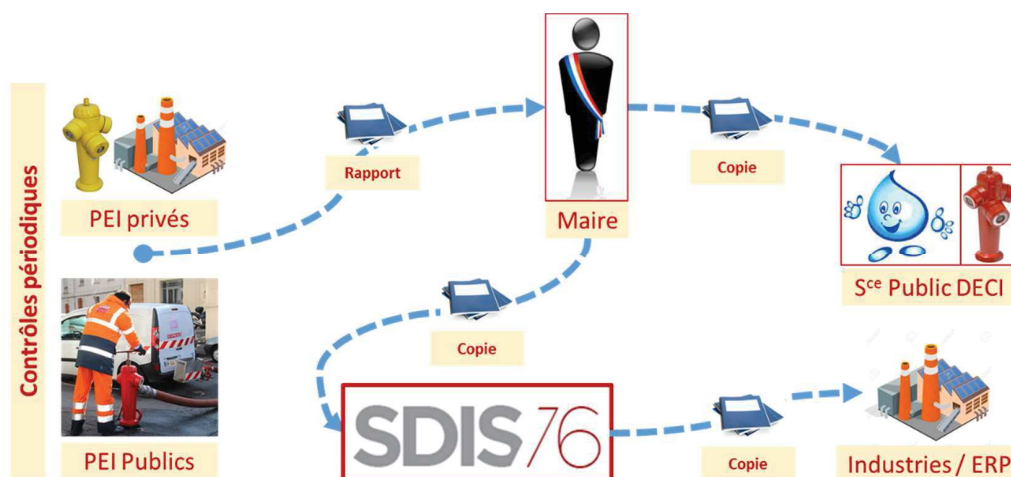 Contrôles périodiques
PEI privés
Rapport
Maire
Copie
Sce Public DECI
Copie
PEI Publics
SDIS76
Copie
Industries / ERP